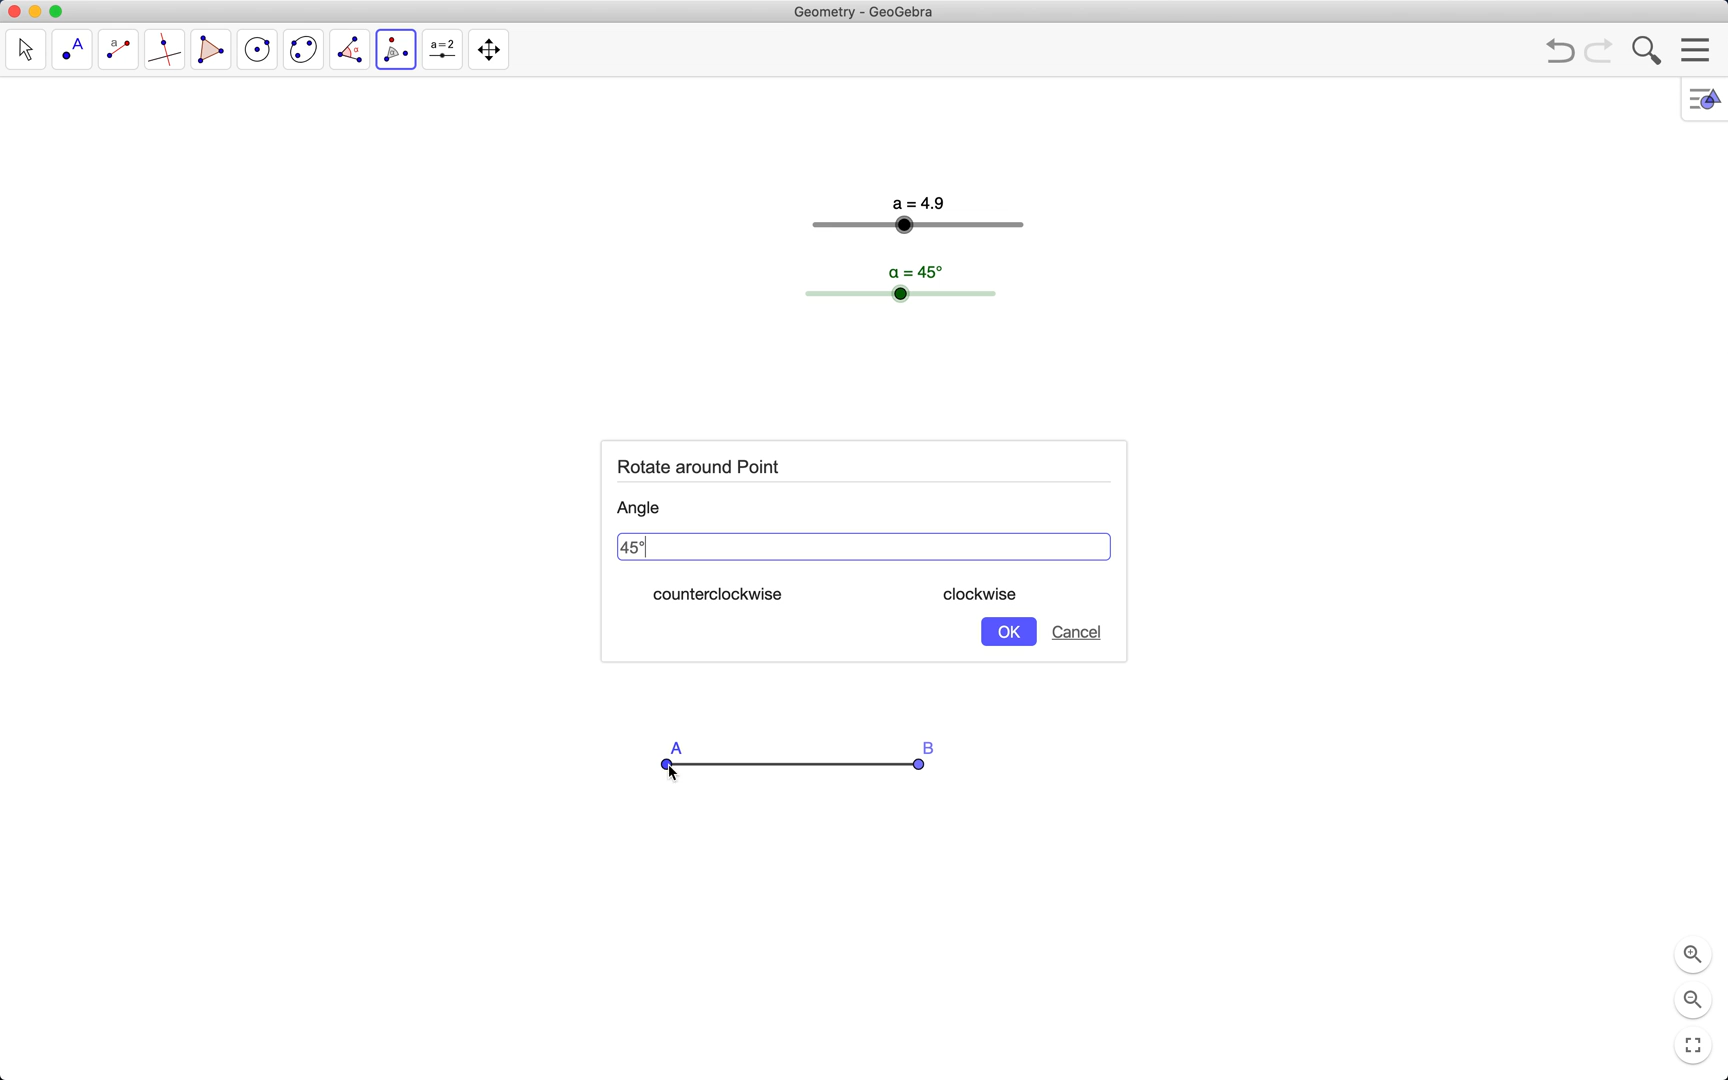 Geometry - GeoGebra
A
a
α
a=2
a = 4.9
α = 45°
Rotate around Point
Angle
45°
counterclockwise
clockwise
OK
Cancel
A
B